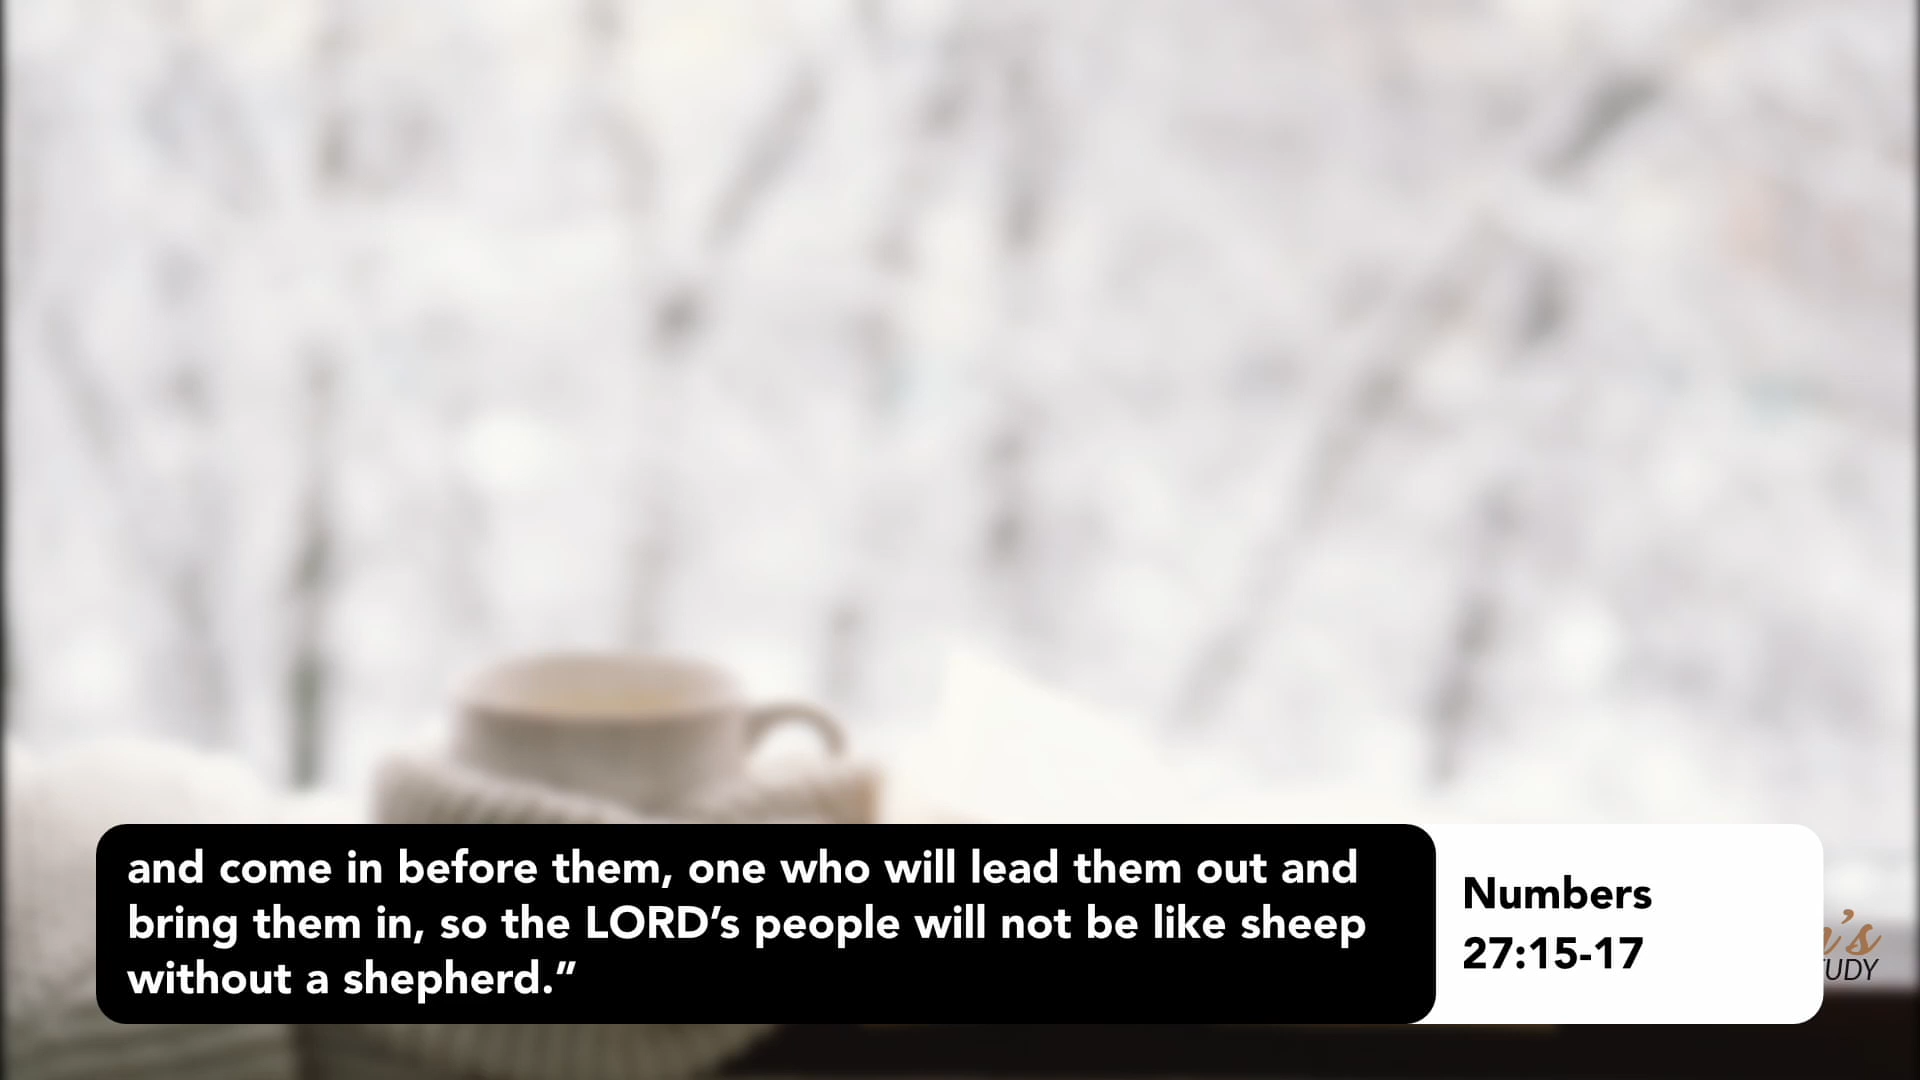 and come in before them, one who will lead them out and
bring them in, so the LORD’s people will not be like sheep
without a shepherd.”
Numbers
27:15-17